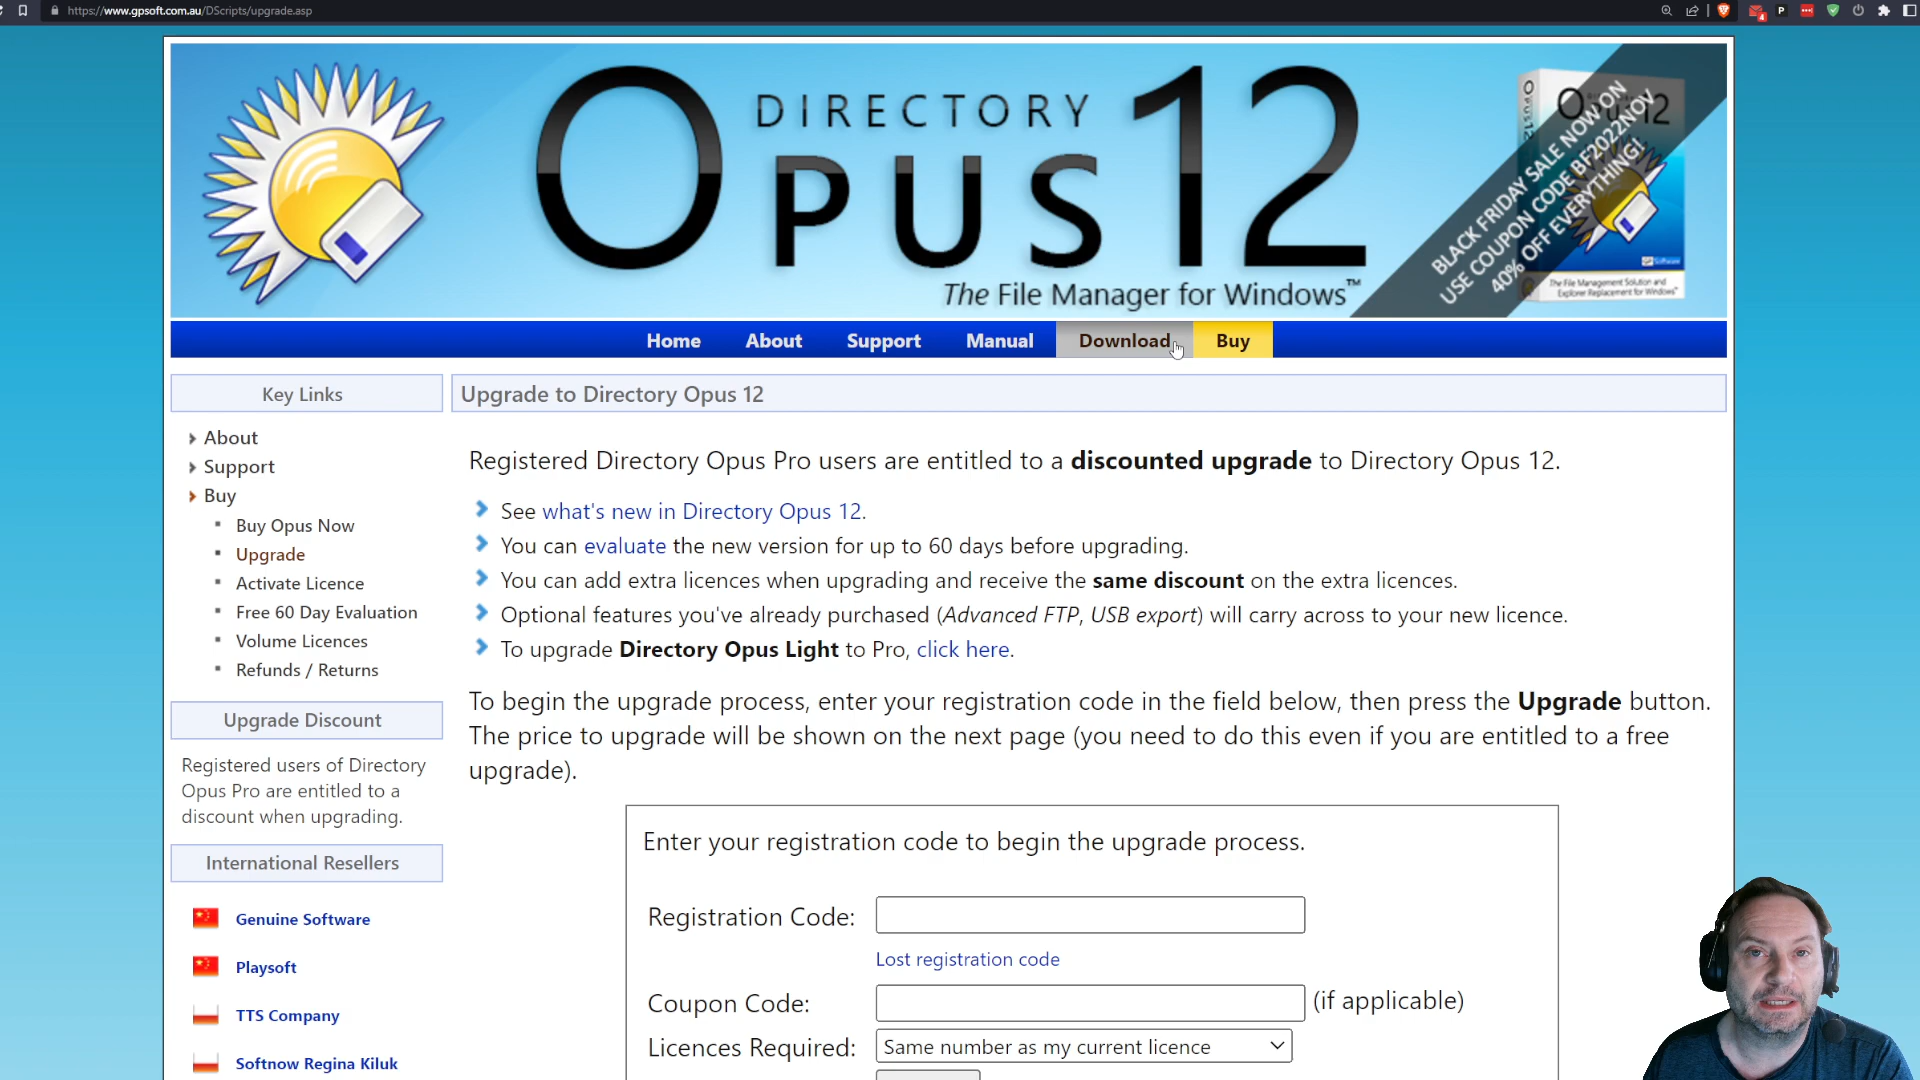 https://www.gpsoft.com.au/DScripts/upgrade.asp
4
P
DIRECTORY
OPUS 12
The File Manager for Windows™
BLACK FRIDAY SALE NOW ON
USE COUPON CODE BF2022NOV
40% OFF EVERYTHING!
The File Management Solution and
Explorer Replacement for Windows™
Home
About
Support
Manual
Download
Buy
Key Links
About
Support
Buy
Buy Opus Now
Upgrade
Activate Licence
Free 60 Day Evaluation
Volume Licences
Refunds / Returns
Upgrade Discount
Registered users of Directory
Opus Pro are entitled to a
discount when upgrading.
International Resellers
Genuine Software
Playsoft
TTS Company
Softnow Regina Kiluk
Upgrade to Directory Opus 12
Registered Directory Opus Pro users are entitled to a discounted upgrade to Directory Opus 12.
See what's new in Directory Opus 12.
You can evaluate the new version for up to 60 days before upgrading.
You can add extra licences when upgrading and receive the same discount on the extra licences.
Optional features you've already purchased (Advanced FTP, USB export) will carry across to your new licence.
To upgrade Directory Opus Light to Pro, click here.
To begin the upgrade process, enter your registration code in the field below, then press the Upgrade button.
The price to upgrade will be shown on the next page (you need to do this even if you are entitled to a free
upgrade).
Enter your registration code to begin the upgrade process.
Registration Code:
Lost registration code
Coupon Code:
(if applicable)
Licences Required:
Same number as my current licence